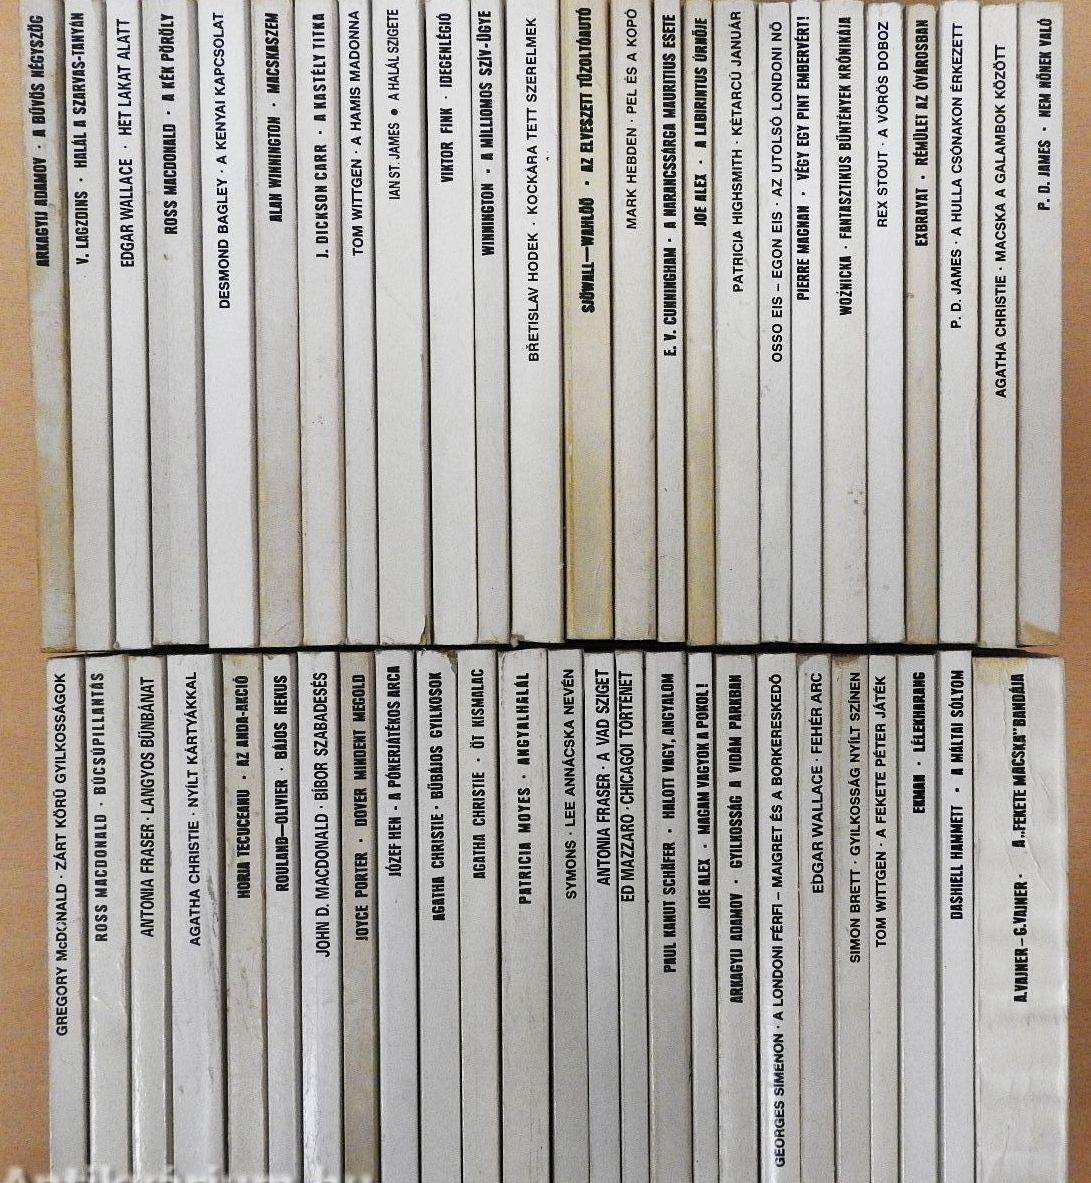 ARKAGYIJ ADAMOV · A BŰVÖS NÉGYSZÖG
V. LAGZDINS · HALÁL A SZARVAS-TANYÁN
EDGAR WALLACE · HÉT LAKAT ALATT
ROSS MACDONALD · A KÉK PÖRÖLY
DESMOND BAGLEY · A KENYAI KAPCSOLAT
ALAN WINNINGTON · MACSKASZEM
J. DICKSON CARR · A KASTÉLY TITKA
TOM WITTGEN · A HAMIS MADONNA
IAN ST. JAMES • A HALÁL SZIGETE
VIKTOR FINK · IDEGENLÉGIÓ
WINNINGTON · A MILLIOMOS SZÍV-ÜGYE
BŘETISLAV HODEK · KOCKÁRA TETT SZERELMEK
SJÖWALL—WAHLÖÖ · AZ ELVESZETT TŰZOLTÓAUTÓ
MARK HEBDEN · PEL ÉS A KOPÓ
E. V. CUNNINGHAM · A NARANCSSÁRGA MAURITIUS ESETE
JOE ALEX · A LABIRINTUS ÚRNŐJE
PATRICIA HIGHSMITH · KÉTARCÚ JANUÁR
OSSO EIS – EGON EIS · AZ UTOLSÓ LONDONI NŐ
PIERRE MAGNAN · VÉGY EGY PINT EMBERVÉRT!
WOŹNICKA · FANTASZTIKUS BŰNTÉNYEK KRÓNIKÁJA
REX STOUT · A VÖRÖS DOBOZ
EXBRAYAT · RÉMÜLET AZ ÓVÁROSBAN
P. D. JAMES · A HULLA CSÓNAKON ÉRKEZETT
AGATHA CHRISTIE · MACSKA A GALAMBOK KÖZÖTT
P. D. JAMES · NEM NŐNEK VALÓ
GREGORY McDONALD · ZÁRT KÖRŰ GYILKOSSÁGOK
ROSS MACDONALD · BÚCSÚPILLANTÁS
ANTONIA FRASER · LANGYOS BŰNBÁNAT
AGATHA CHRISTIE · NYÍLT KÁRTYÁKKAL
HORIA TECUCEANU · AZ ANDA-AKCIÓ
ROULAND—OLIVIER · BÁJOS HEKUS
JOHN D. MACDONALD · BÍBOR SZABADESÉS
JOYCE PORTER · DOVER MINDENT MEGOLD
JÓZEF HEN · A PÓKERJÁTÉKOS ARCA
AGATHA CHRISTIE · BŰBÁJOS GYILKOSOK
AGATHA CHRISTIE · ÖT KISMALAC
PATRICIA MOYES · ANGYALHALÁL
SYMONS · LEE ANNÁCSKA NEVÉN
ANTONIA FRASER · A VAD SZIGET
ED MAZZARO · CHICAGÓI TÖRTÉNET
PAUL KANUT SCHÄFER · HALOTT VAGY, ANGYALOM
JOE ALEX · MAGAM VAGYOK A POKOL!
ARKAGYIJ ADAMOV · GYILKOSSÁG A VIDÁM PARKBAN
GEORGES SIMENON · A LONDONI FÉRFI – MAIGRET ÉS A BORKERESKEDŐ
EDGAR WALLACE · FEHÉR ARC
SIMON BRETT · GYILKOSSÁG NYÍLT SZÍNEN
TOM WITTGEN · A FEKETE PÉTER JÁTÉK
EKMAN · LÉLEKHARANG
DASHIELL HAMMETT · A MÁLTAI SÓLYOM
A.VAJNER – G.VAJNER · A „FEKETE MACSKA" BANDÁJA